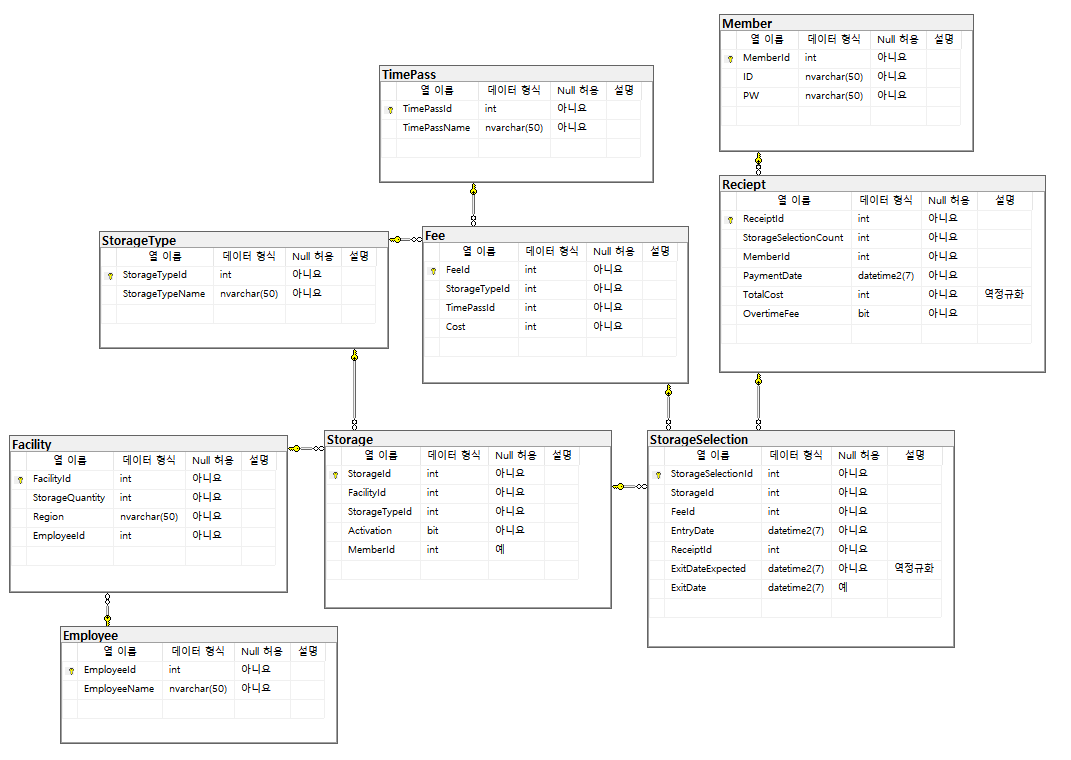 Member
열 이름 데이터 형식 Null 허용 설명
MemberId int 아니요
ID nvarchar(50) 아니요
PW nvarchar(50) 아니요
TimePass
열 이름 데이터 형식 Null 허용 설명
TimePassId int 아니요
TimePassName nvarchar(50) 아니요
Reciept
열 이름 데이터 형식 Null 허용 설명
ReceiptId int 아니요
StorageSelectionCount int 아니요
MemberId int 아니요
PaymentDate datetime2(7) 아니요
TotalCost int 아니요 역정규화
OvertimeFee bit 아니요
StorageType
열 이름 데이터 형식 Null 허용 설명
StorageTypeId int 아니요
StorageTypeName nvarchar(50) 아니요
Fee
열 이름 데이터 형식 Null 허용 설명
FeeId int 아니요
StorageTypeId int 아니요
TimePassId int 아니요
Cost int 아니요
Facility
열 이름 데이터 형식 Null 허용 설명
FacilityId int 아니요
StorageQuantity int 아니요
Region nvarchar(50) 아니요
EmployeeId int 아니요
Storage
열 이름 데이터 형식 Null 허용 설명
StorageId int 아니요
FacilityId int 아니요
StorageTypeId int 아니요
Activation bit 아니요
MemberId int 예
StorageSelection
열 이름 데이터 형식 Null 허용 설명
StorageSelectionId int 아니요
StorageId int 아니요
FeeId int 아니요
EntryDate datetime2(7) 아니요
ReceiptId int 아니요
ExitDateExpected datetime2(7) 아니요 역정규화
ExitDate datetime2(7) 예
Employee
열 이름 데이터 형식 Null 허용 설명
EmployeeId int 아니요
EmployeeName nvarchar(50) 아니요